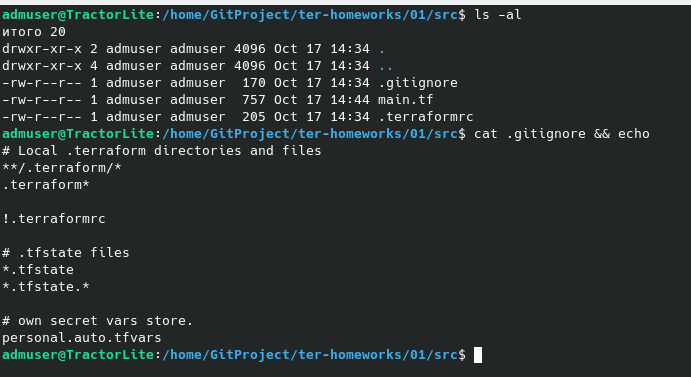 admuser@TractorLite:/home/GitProject/ter-homeworks/01/src$ ls -al
итого 20
drwxr-xr-x 2 admuser admuser 4096 Oct 17 14:34 .
drwxr-xr-x 4 admuser admuser 4096 Oct 17 14:34 ..
-rw-r--r-- 1 admuser admuser  170 Oct 17 14:34 .gitignore
-rw-r--r-- 1 admuser admuser  757 Oct 17 14:44 main.tf
-rw-r--r-- 1 admuser admuser  205 Oct 17 14:34 .terraformrc
admuser@TractorLite:/home/GitProject/ter-homeworks/01/src$ cat .gitignore && echo
# Local .terraform directories and files
**/.terraform/*
.terraform*

!.terraformrc

# .tfstate files
*.tfstate
*.tfstate.*

# own secret vars store.
personal.auto.tfvars
admuser@TractorLite:/home/GitProject/ter-homeworks/01/src$